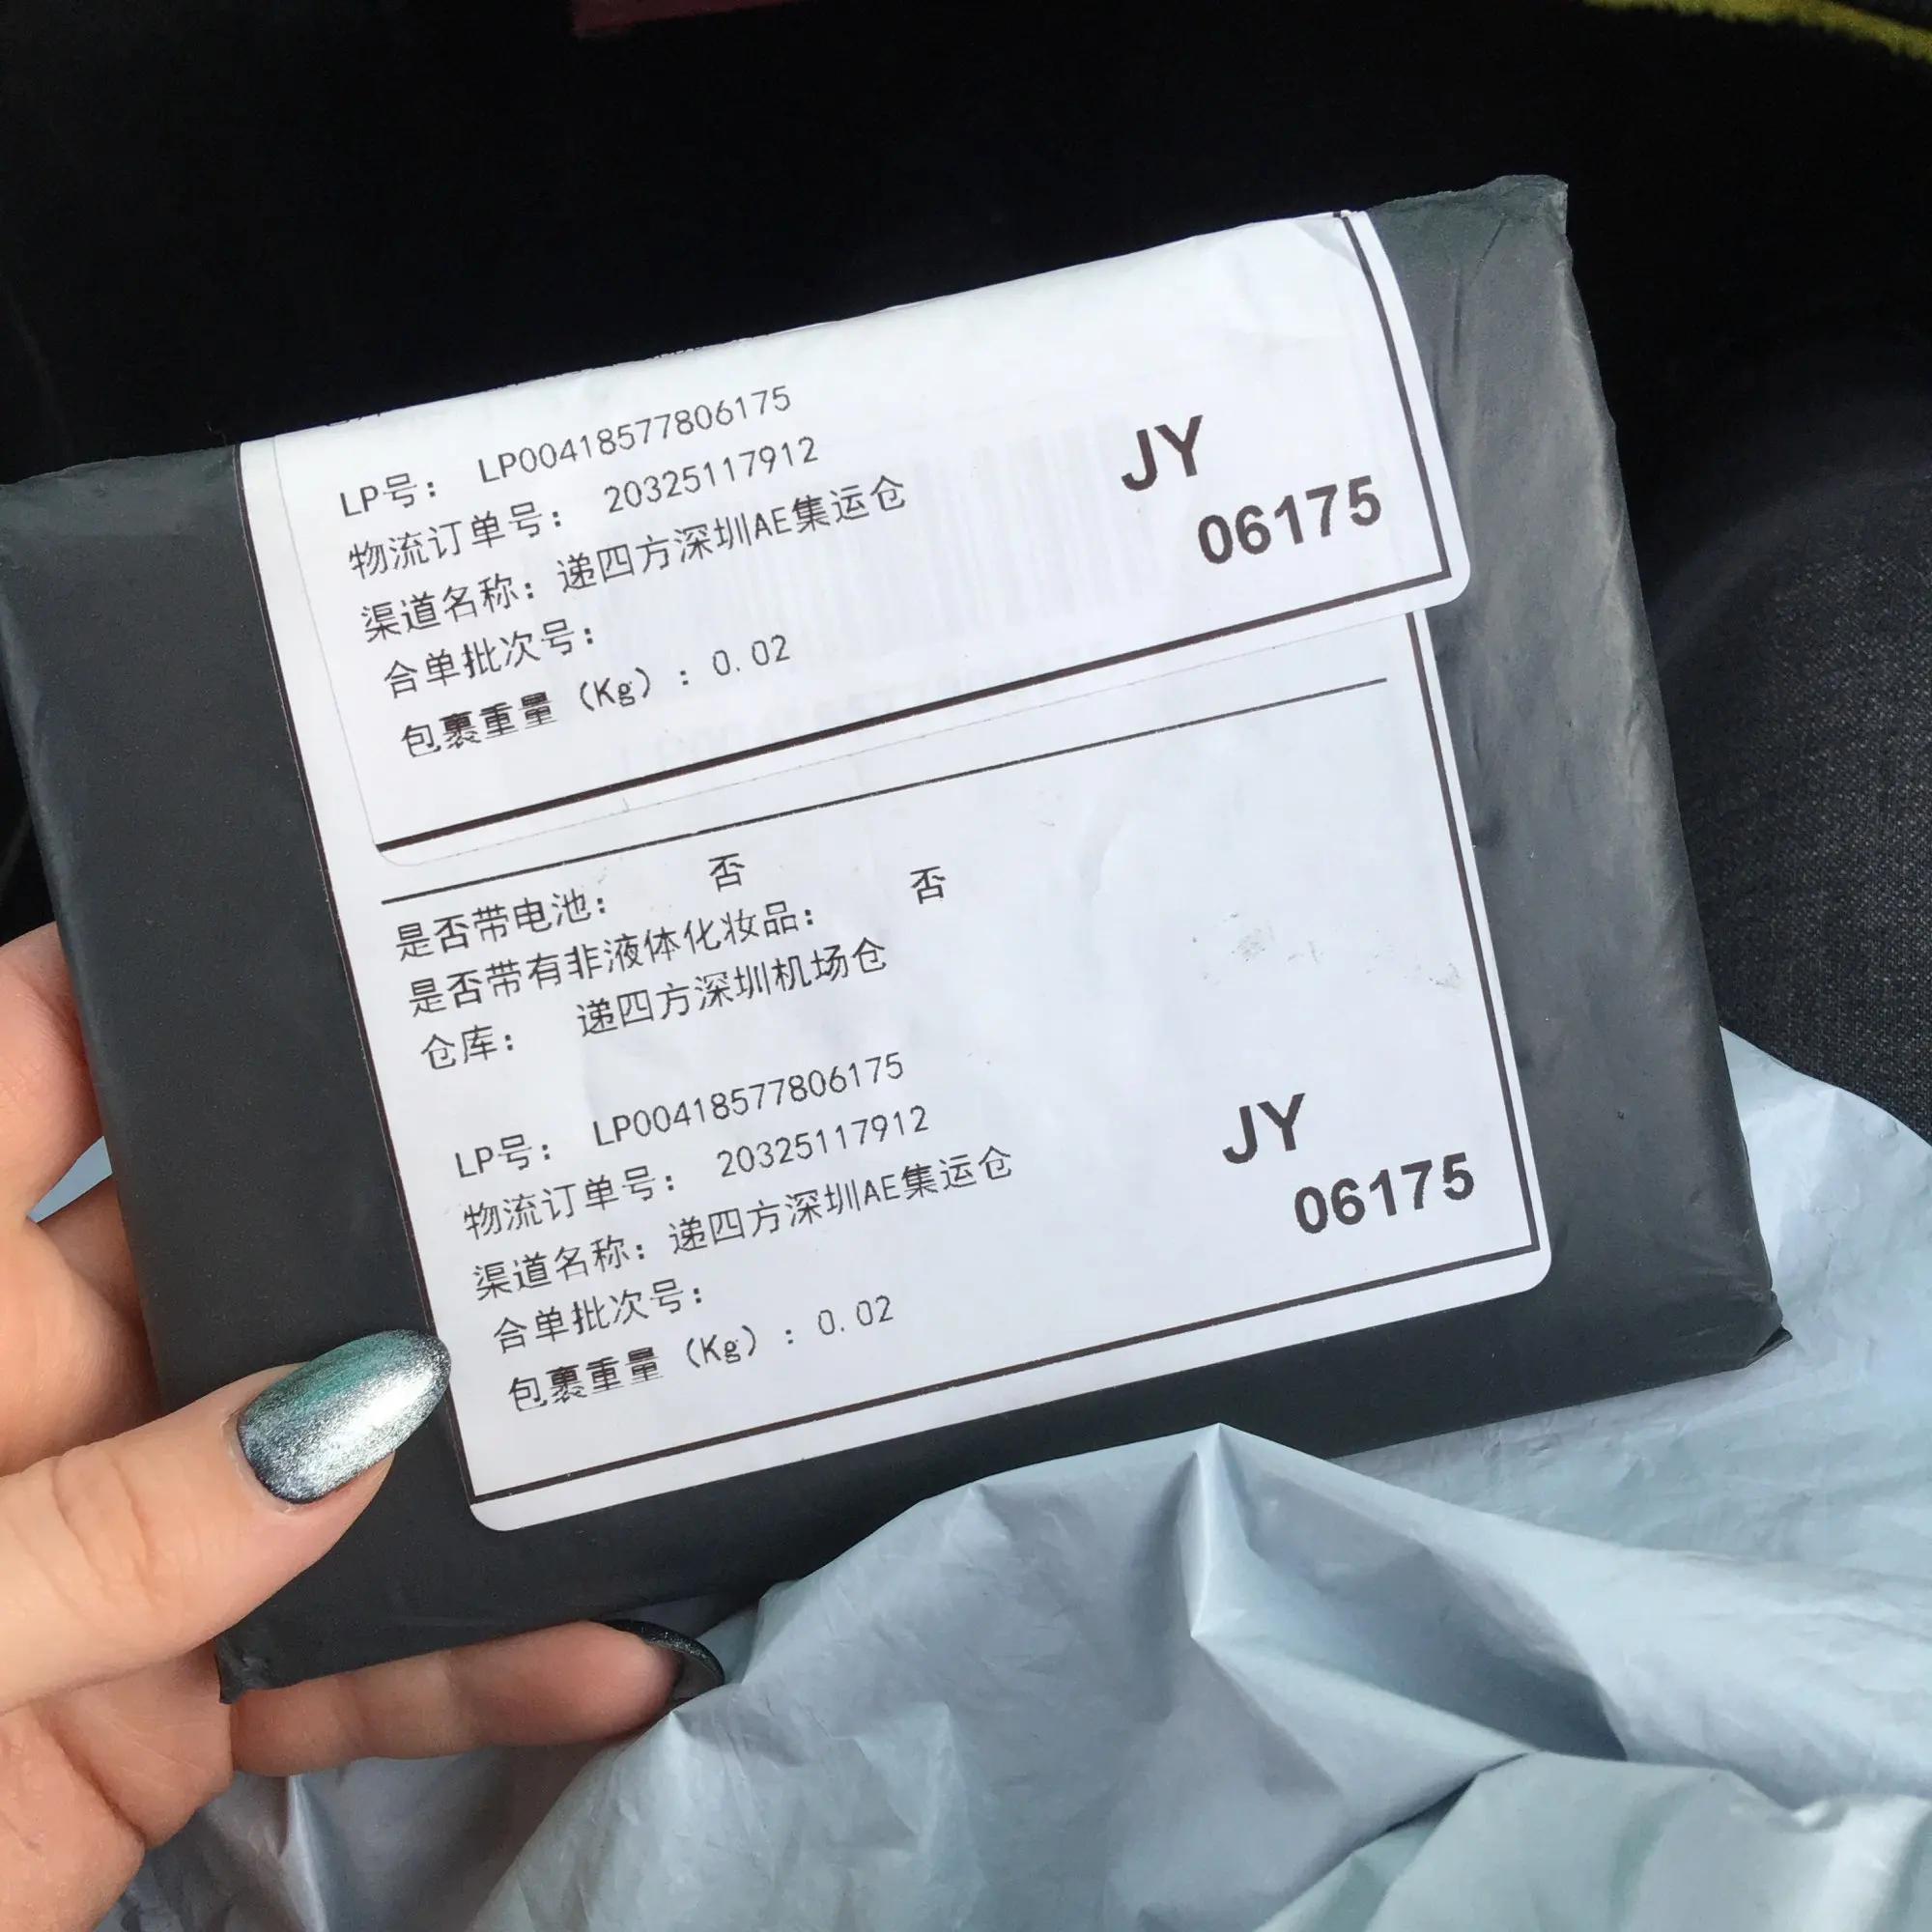 LP号: LP00418577806175
物流订单号: 20325117912
渠道名称: 递四方深圳AE集运仓
JY
06175
合单批次号:
包裹重量 (Kg) : 0.02
是否带电池: 否
是否带有非液体化妆品: 否
仓库: 递四方深圳机场仓
LP号: LP00418577806175
物流订单号: 20325117912
渠道名称: 递四方深圳AE集运仓
JY
06175
合单批次号:
包裹重量 (Kg) : 0.02